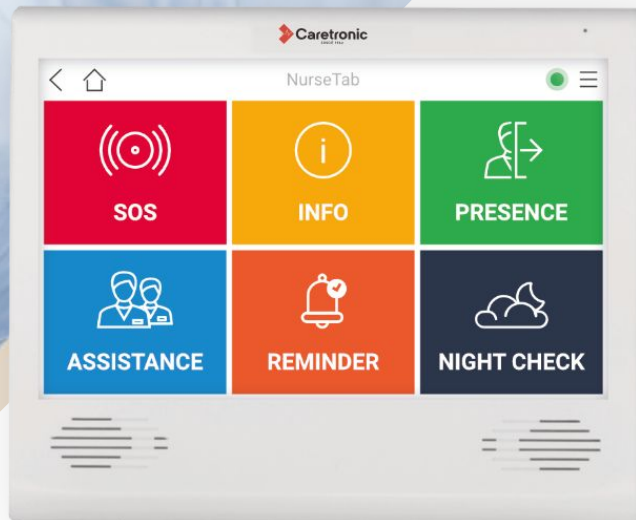 Caretronic
NurseTab
SOS
INFO
PRESENCE
ASSISTANCE
REMINDER
NIGHT CHECK